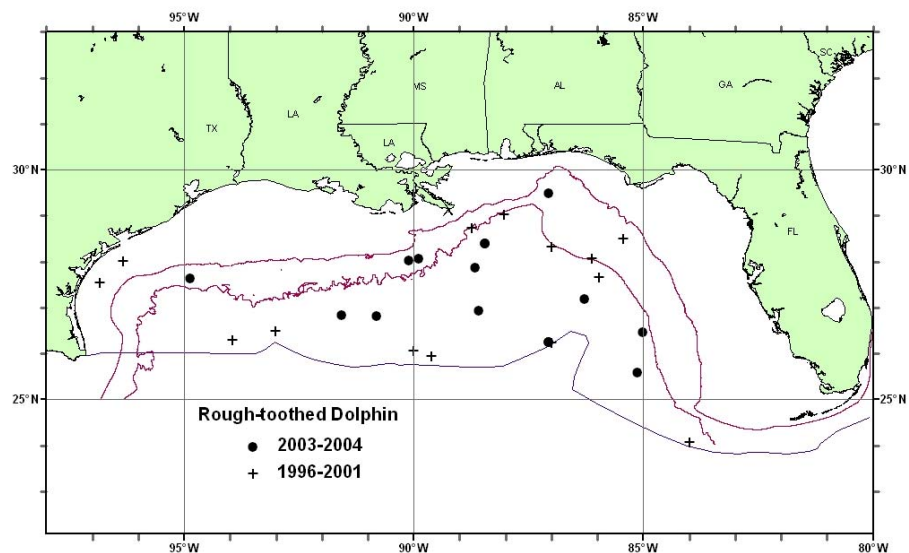 95°W 90°W 85°W 80°W
SC
MS AL GA
TX LA
LA
30°N 30°N
FL
25°N 25°N
Rough-toothed Dolphin
2003-2004
1996-2001
95°W 90°W 85°W 80°W